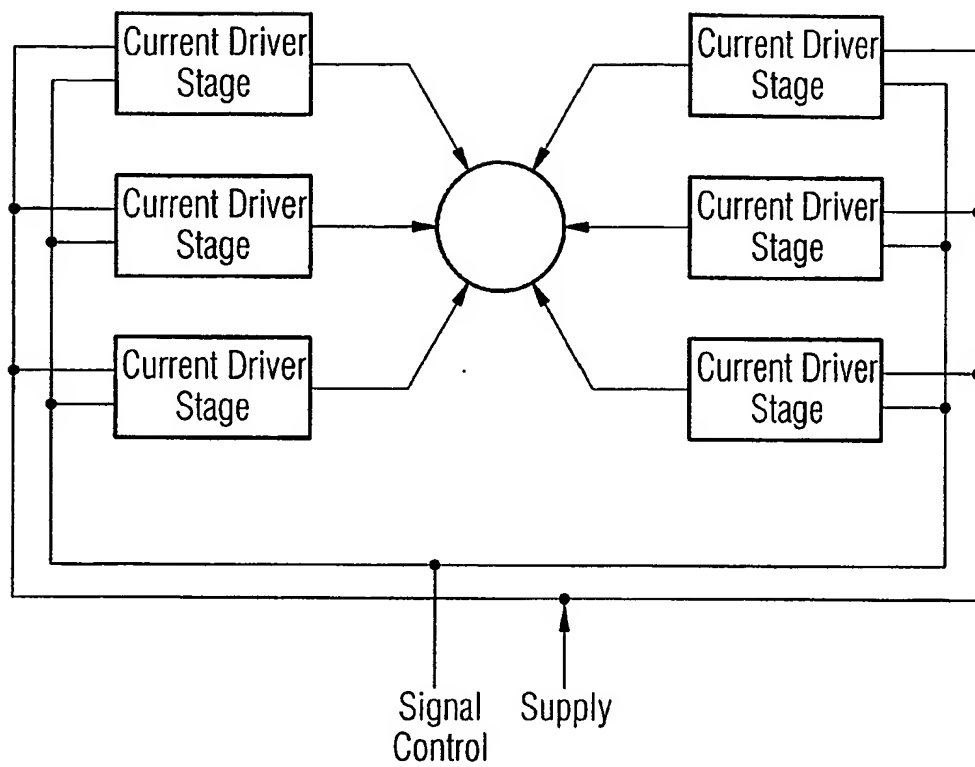 Current Driver
Stage
Current Driver
Stage
Current Driver
Stage
Current Driver
Stage
Current Driver
Stage
Current Driver
Stage
Signal
Control
Supply